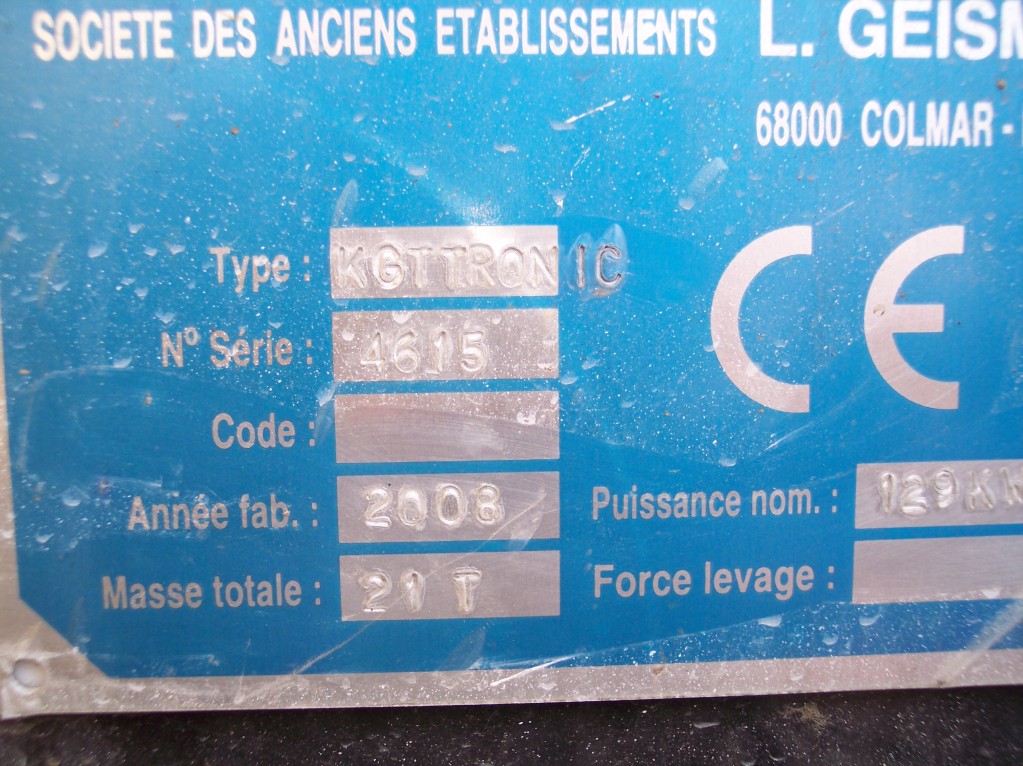 SOCIETE DES ANCIENS ETABLISSEMENTS L. GEISM
68000 COLMAR -
Type : KGTTRONIC
N° Série : 4615
CE
Code :
Année fab. : 2008
Puissance nom. : 129KW
Masse totale : 21 T
Force levage :